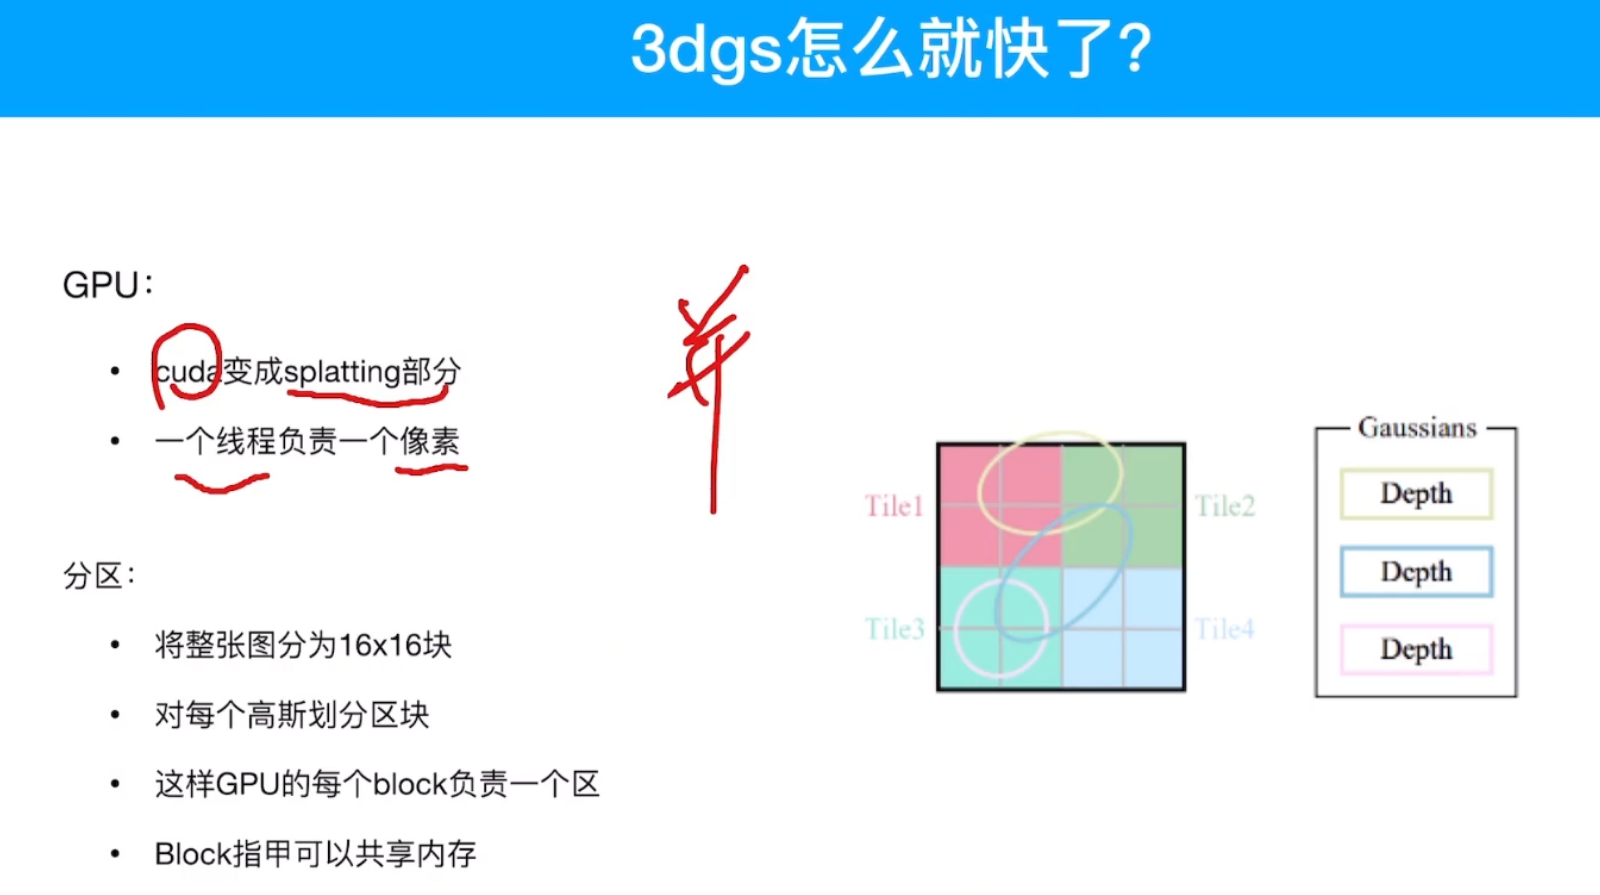 3dgs怎么就快了?
GPU：
cuda变成splatting部分
一个线程负责一个像素
并
分区：
将整张图分为16x16块
对每个高斯划分区块
这样GPU的每个block负责一个区
Block指甲可以共享内存
Tile1
Tile2
Tile3
Tile4
Gaussians
Depth
Depth
Depth